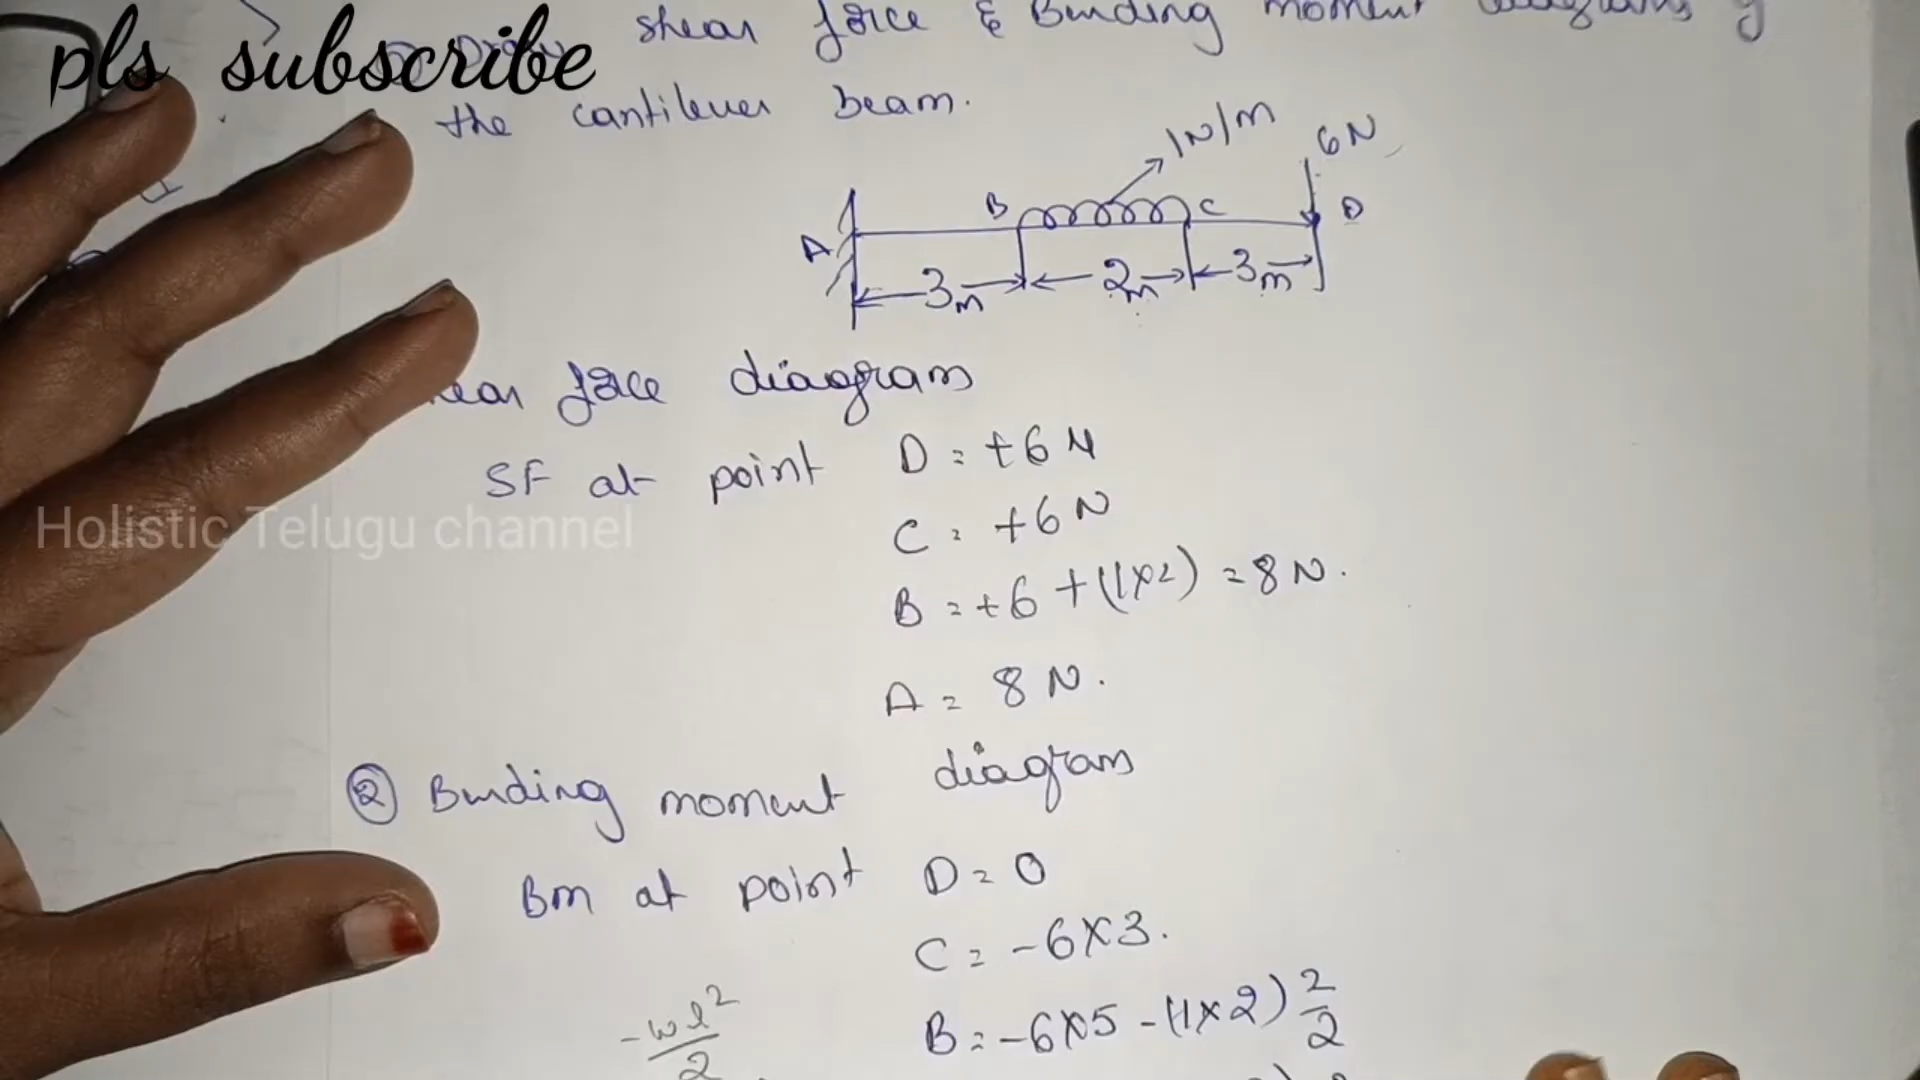 pls subscribe
shear force & Bending moment diagrams
the cantilever beam.
1N/m
6N
A
B
C
D
3m
2m
3m
force diagram
SF at point D = +6 N
C = +6 N
B = +6 + (1×2) = 8 N.
A = 8 N.
Holistic Telugu channel
② Bending moment diagram
Bm at point D = 0
C = -6×3.
B = -6×5 - (1×2) 2/2
-wl²/2